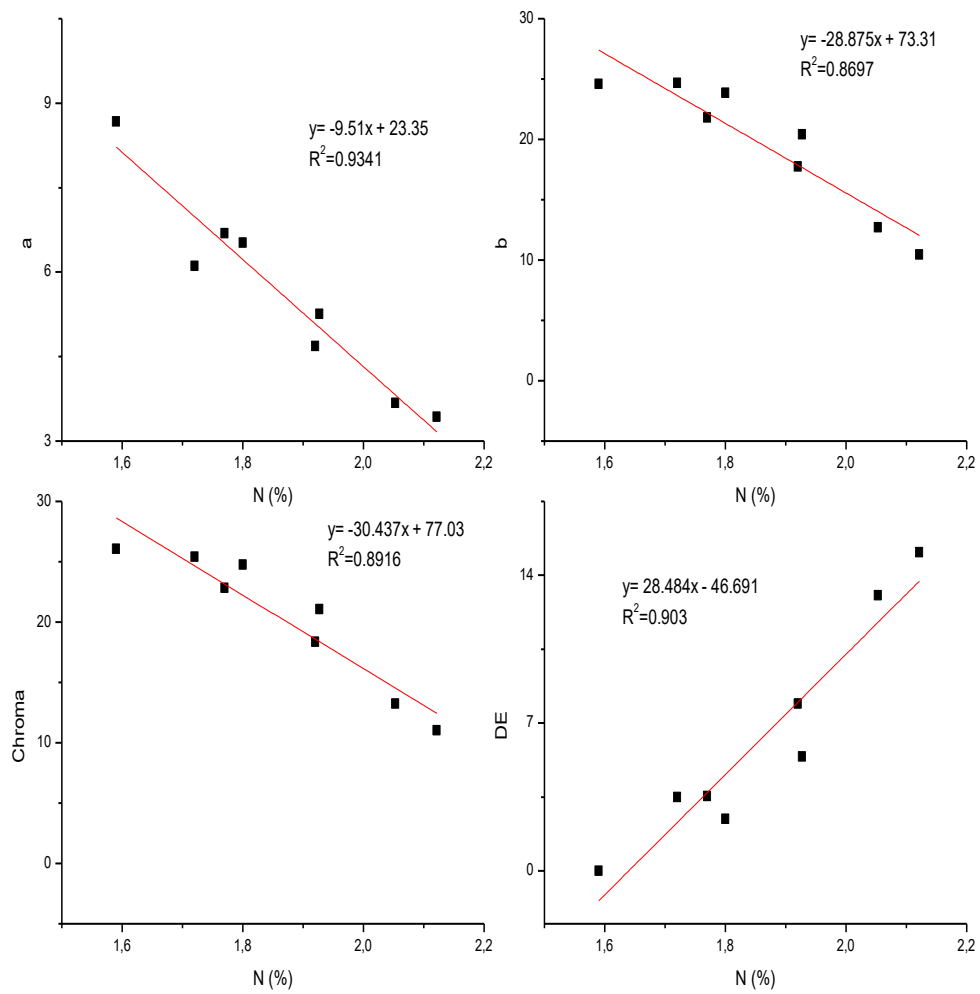 9
6
3
a
y= -9.51x + 23.35
R²=0.9341
1,6 1,8 2,0 2,2
N (%)
30
20
10
0
b
y= -28.875x + 73.31
R²=0.8697
1,6 1,8 2,0 2,2
N (%)
30
20
10
0
Chroma
y= -30.437x + 77.03
R²=0.8916
1,6 1,8 2,0 2,2
N (%)
14
7
0
DE
y= 28.484x - 46.691
R²=0.903
1,6 1,8 2,0 2,2
N (%)